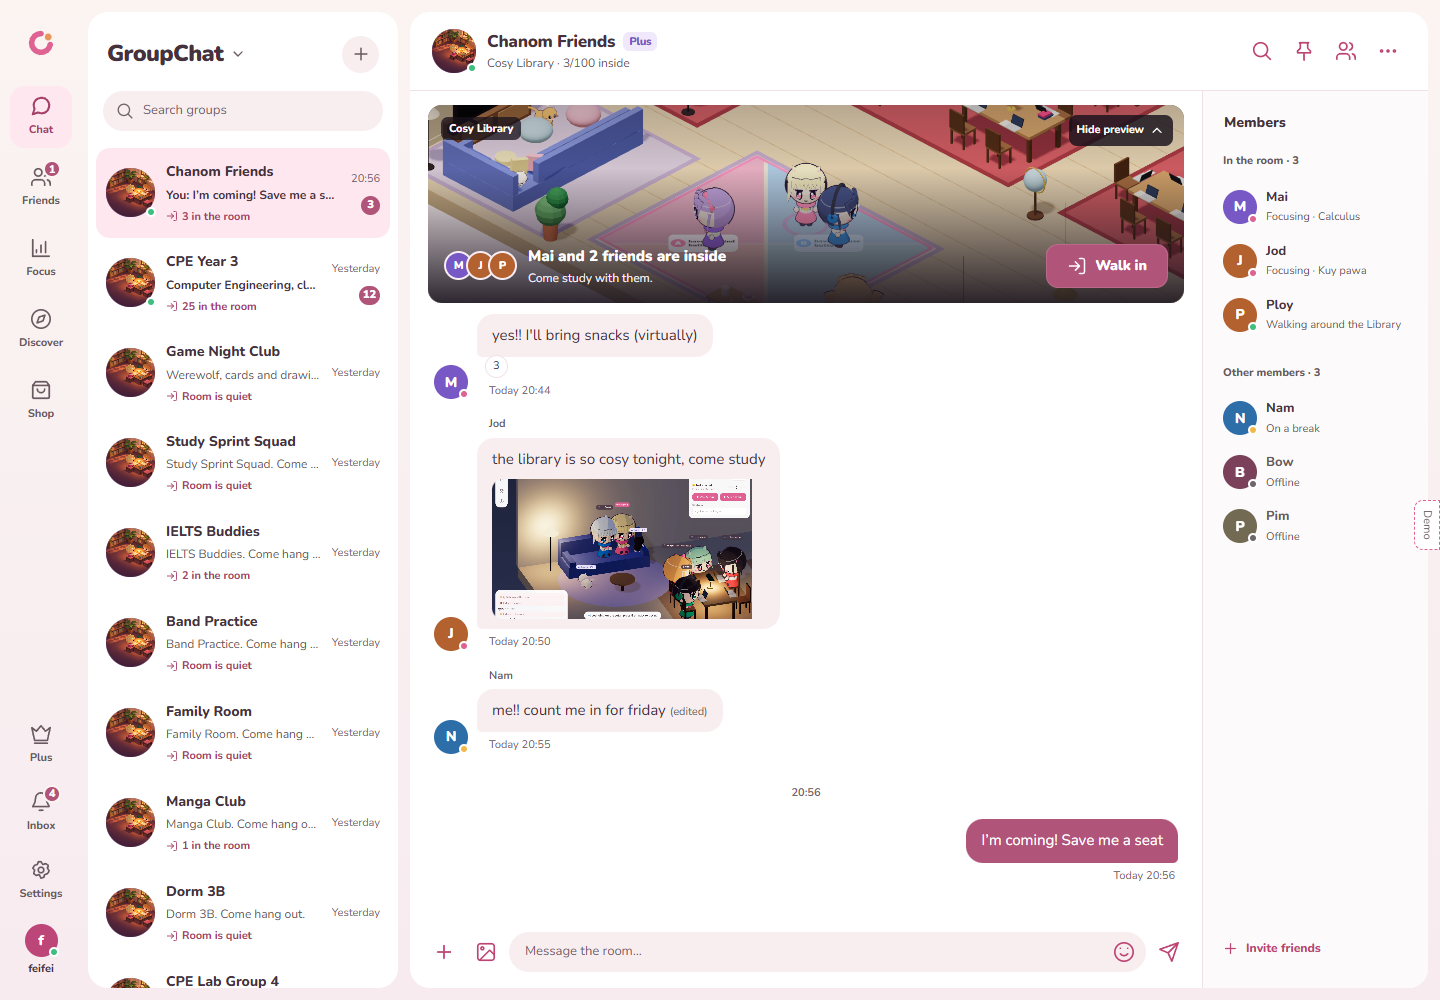 Chat
1
Friends
Focus
Discover
Shop
Plus
4
Inbox
Settings
f
feifei
GroupChat
Search groups
Chanom Friends
20:56
You: I'm coming! Save me a s...
3
3 in the room
CPE Year 3
Yesterday
Computer Engineering, cl...
12
25 in the room
Game Night Club
Werewolf, cards and drawi...
Yesterday
Room is quiet
Study Sprint Squad
Study Sprint Squad. Come ...
Yesterday
Room is quiet
IELTS Buddies
IELTS Buddies. Come hang ...
Yesterday
2 in the room
Band Practice
Band Practice. Come hang ...
Yesterday
Room is quiet
Family Room
Family Room. Come hang ...
Yesterday
Room is quiet
Manga Club
Manga Club. Come hang o...
Yesterday
1 in the room
Dorm 3B
Dorm 3B. Come hang out.
Yesterday
Room is quiet
CPE Lab Group 4
Chanom Friends
Plus
Cosy Library · 3/100 inside
Cosy Library
Hide preview
M J P
Mai and 2 friends are inside
Come study with them.
Walk in
yes!! I'll bring snacks (virtually)
3
M
Today 20:44
Jod
the library is so cosy tonight, come study
J
Today 20:50
Nam
me!! count me in for friday (edited)
N
Today 20:55
20:56
I'm coming! Save me a seat
Today 20:56
Message the room...
Members
In the room · 3
M
Mai
Focusing · Calculus
J
Jod
Focusing · Kuy pawa
P
Ploy
Walking around the Library
Other members · 3
N
Nam
On a break
B
Bow
Offline
P
Pim
Offline
Invite friends
Demo